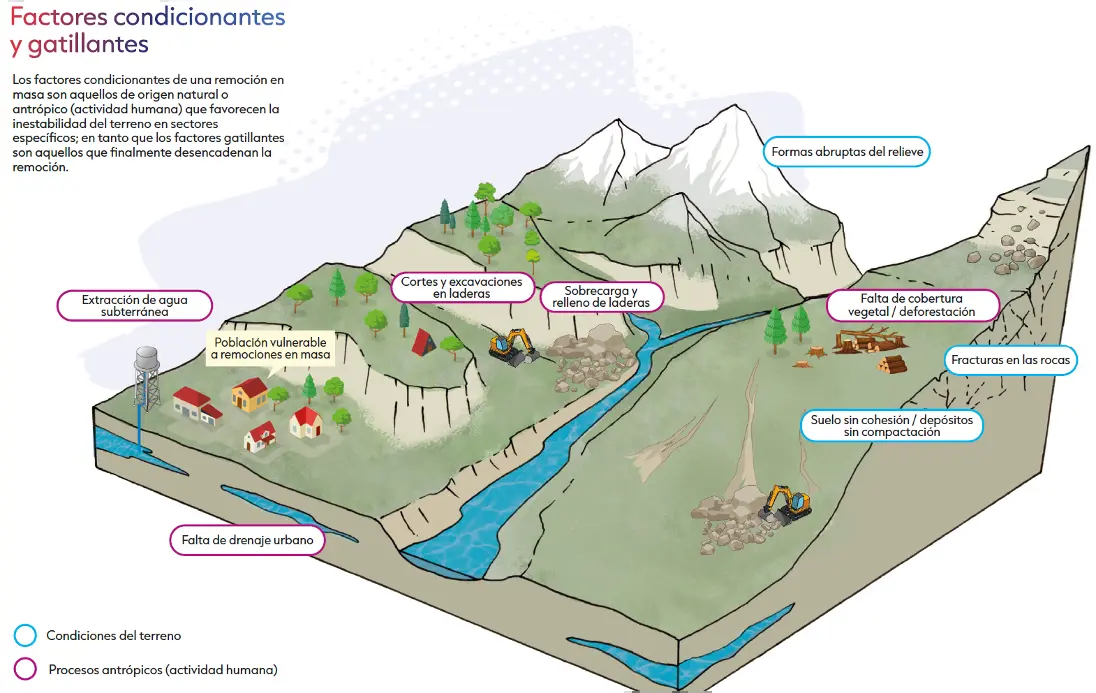 Factores condicionantes
y gatillantes
Los factores condicionantes de una remoción en
masa son aquellos de origen natural o
antrópico (actividad humana) que favorecen la
inestabilidad del terreno en sectores
específicos; en tanto que los factores gatillantes
son aquellos que finalmente desencadenan la
remoción.
Formas abruptas del relieve
Cortes y excavaciones
en laderas
Sobrecarga y
relleno de laderas
Extracción de agua
subterránea
Falta de cobertura
vegetal / deforestación
Población vulnerable
a remociones en masa
Fracturas en las rocas
Suelo sin cohesión / depósitos
sin compactación
Falta de drenaje urbano
Condiciones del terreno
Procesos antrópicos (actividad humana)